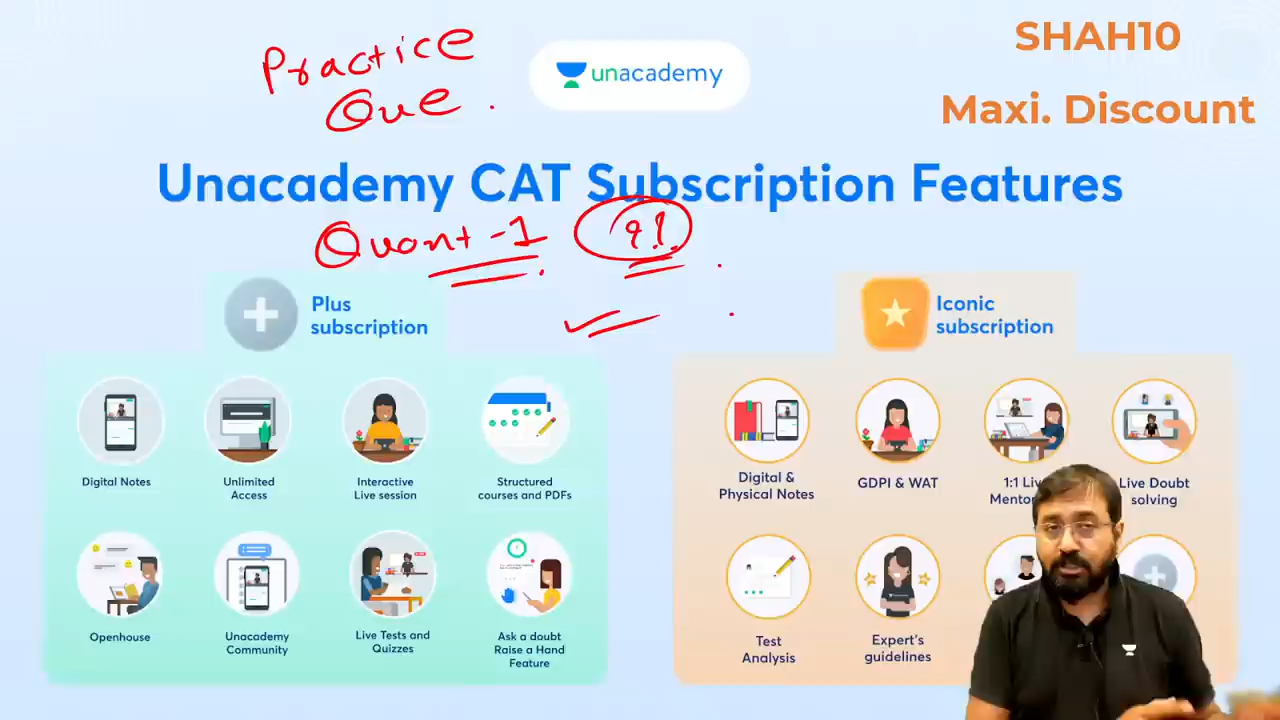 SHAH10
Maxi. Discount
Practice
Que.
unacademy
Unacademy CAT Subscription Features
Quant-1
Plus
subscription
Digital Notes
Unlimited
Access
Interactive
Live session
Structured
courses and PDFs
Openhouse
Unacademy
Community
Live Tests and
Quizzes
Ask a doubt
Raise a Hand
Feature
Iconic
subscription
Digital &
Physical Notes
GDPI & WAT
1:1
Live Doubt
solving
Test
Analysis
Expert's
guidelines